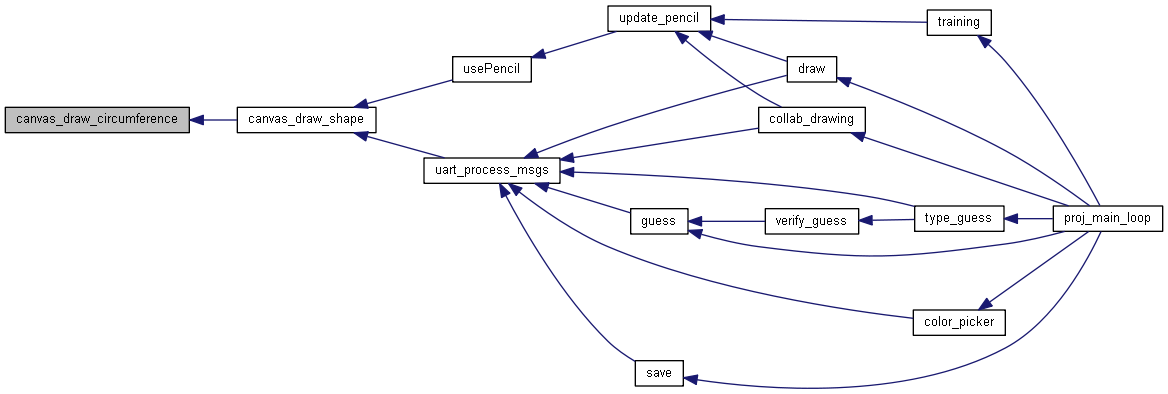 update_pencil
training
usePencil
draw
canvas_draw_circumference
canvas_draw_shape
collab_drawing
uart_process_msgs
guess
verify_guess
type_guess
proj_main_loop
color_picker
save